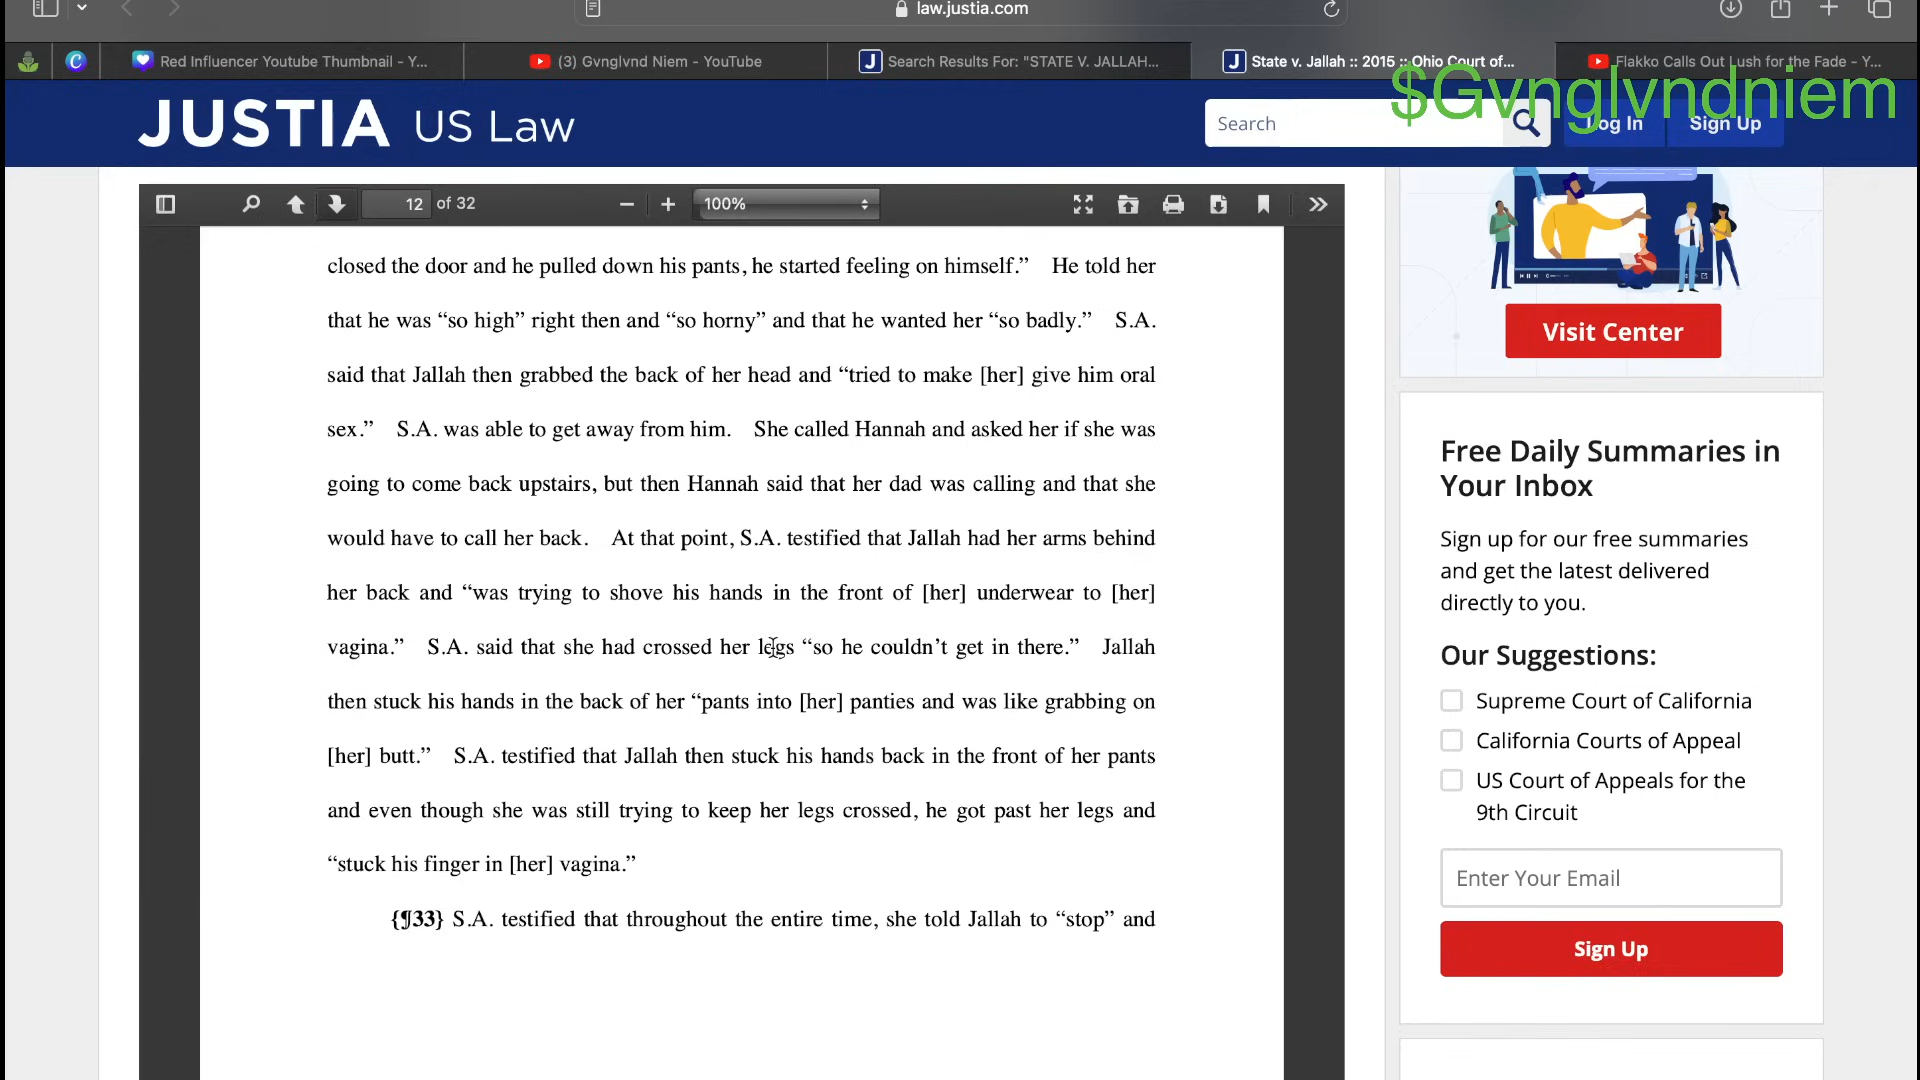 law.justia.com
Red Influencer Youtube Thumbnail - Y...
(3) Gvnglvnd Niem - YouTube
Search Results For: "STATE V. JALLAH...
State v. Jallah :: 2015 :: Ohio Court of...
Flakko Calls Out Lush for the Fade - Y...
$Gvnglvndniem
JUSTIA US Law
Search
Log In
Sign Up
12 of 32
100%
closed the door and he pulled down his pants, he started feeling on himself.” He told her
that he was “so high” right then and “so horny” and that he wanted her “so badly.” S.A.
said that Jallah then grabbed the back of her head and “tried to make [her] give him oral
sex.” S.A. was able to get away from him. She called Hannah and asked her if she was
going to come back upstairs, but then Hannah said that her dad was calling and that she
would have to call her back. At that point, S.A. testified that Jallah had her arms behind
her back and “was trying to shove his hands in the front of [her] underwear to [her]
vagina.” S.A. said that she had crossed her legs “so he couldn’t get in there.” Jallah
then stuck his hands in the back of her “pants into [her] panties and was like grabbing on
[her] butt.” S.A. testified that Jallah then stuck his hands back in the front of her pants
and even though she was still trying to keep her legs crossed, he got past her legs and
“stuck his finger in [her] vagina.”
{¶33} S.A. testified that throughout the entire time, she told Jallah to “stop” and
Visit Center
Free Daily Summaries in
Your Inbox
Sign up for our free summaries
and get the latest delivered
directly to you.
Our Suggestions:
Supreme Court of California
California Courts of Appeal
US Court of Appeals for the
9th Circuit
Enter Your Email
Sign Up